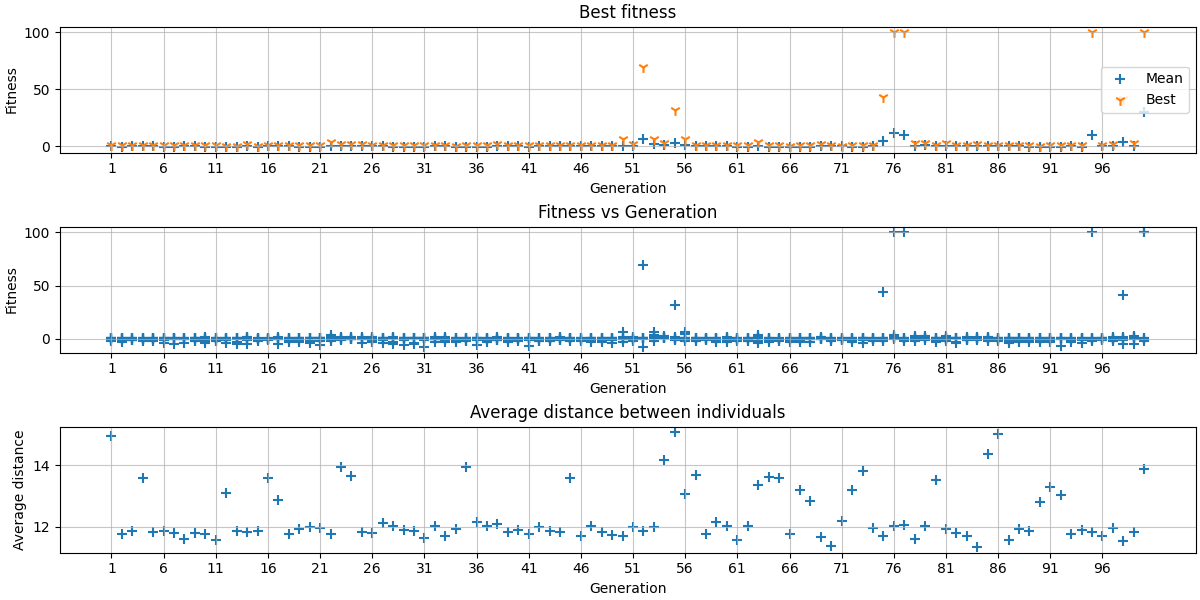 Best fitness
100
50
0
Fitness
Mean
Best
1 6 11 16 21 26 31 36 41 46 51 56 61 66 71 76 81 86 91 96
Generation
Fitness vs Generation
100
50
0
Fitness
1 6 11 16 21 26 31 36 41 46 51 56 61 66 71 76 81 86 91 96
Generation
Average distance between individuals
14
12
Average distance
1 6 11 16 21 26 31 36 41 46 51 56 61 66 71 76 81 86 91 96
Generation